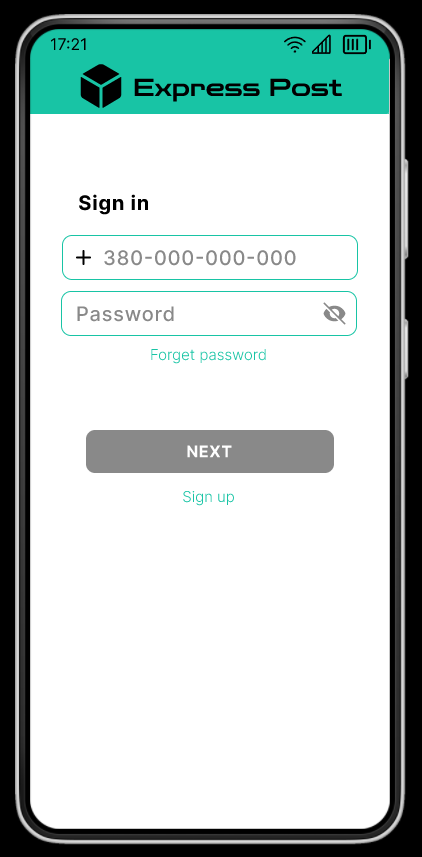 17:21
Express Post
Sign in
+ 380-000-000-000
Password
Forget password
NEXT
Sign up